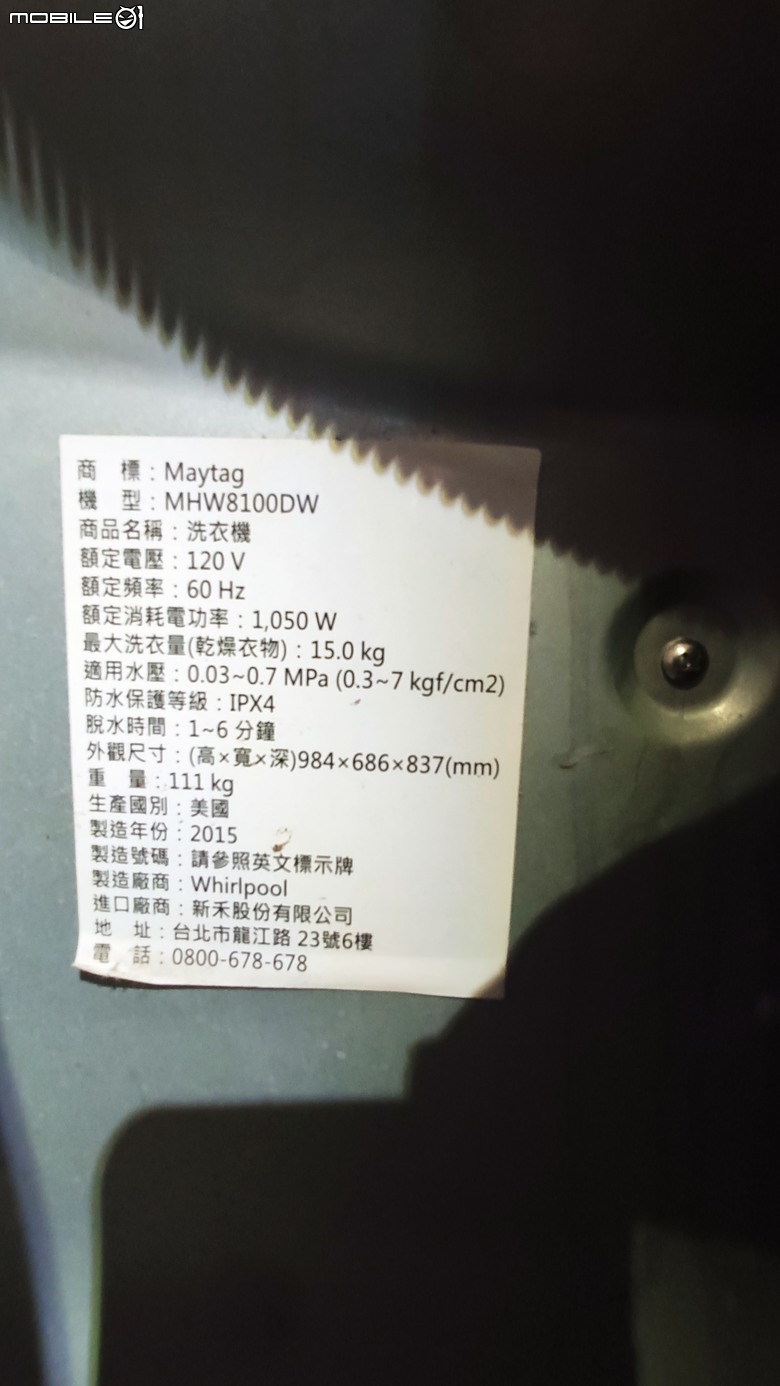 MOBILE01
商 標：Maytag
機 型：MHW8100DW
商品名稱：洗衣機
額定電壓：120 V
額定頻率：60 Hz
額定消耗電功率：1,050 W
最大洗衣量(乾燥衣物)：15.0 kg
適用水壓：0.03~0.7 MPa (0.3~7 kgf/cm2)
防水保護等級：IPX4
脫水時間：1~6 分鐘
外觀尺寸：(高×寬×深)984×686×837(mm)
重 量：111 kg
生產國別：美國
製造年份：2015
製造號碼：請參照英文標示牌
製造廠商：Whirlpool
進口廠商：新禾股份有限公司
地 址：台北市龍江路 23號6樓
電 話：0800-678-678